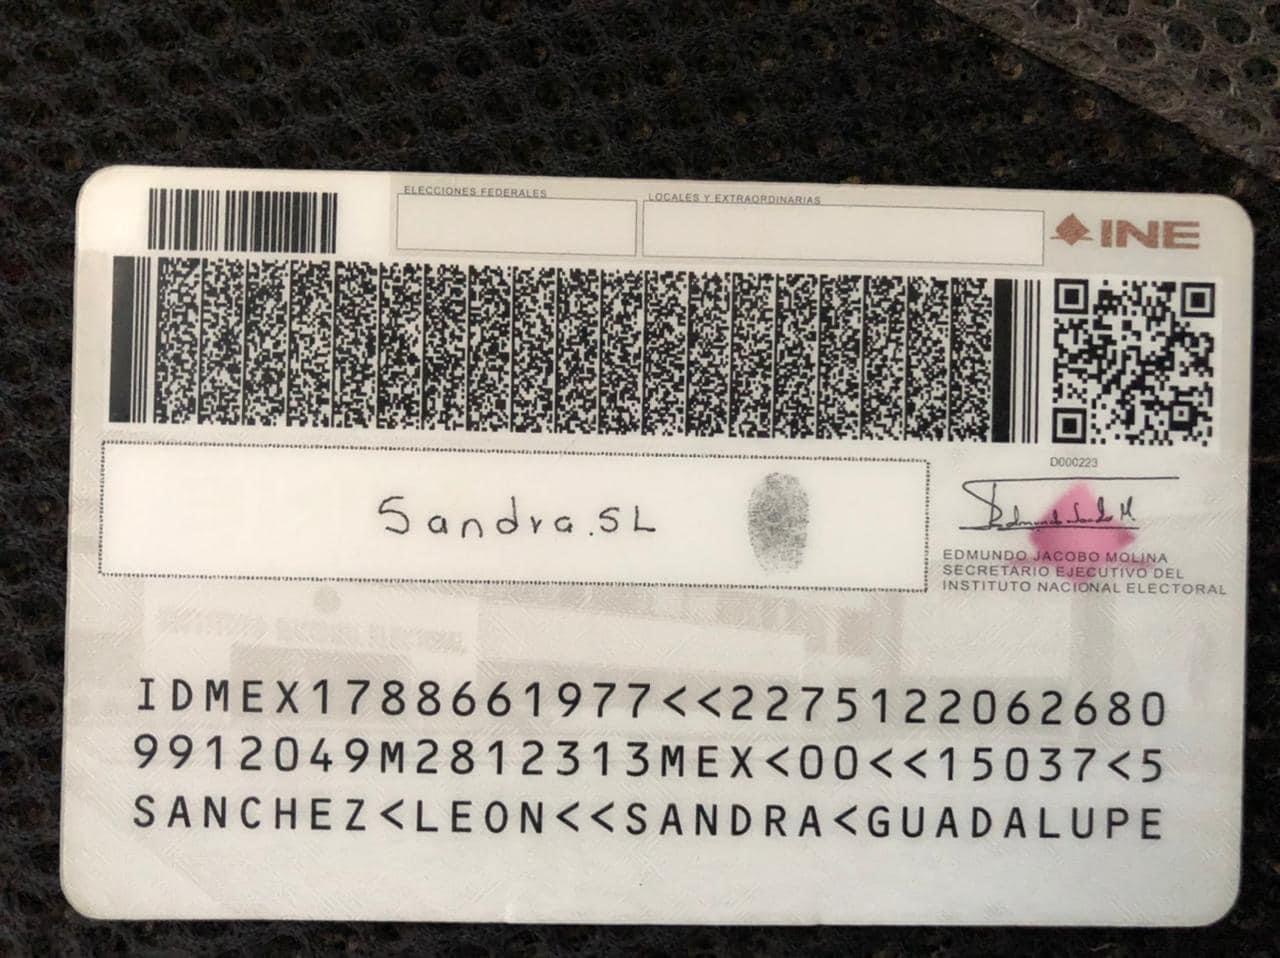 ELECCIONES FEDERALES
LOCALES Y EXTRAORDINARIAS
INE
D000223
Sandra.SL
EDMUNDO JACOBO MOLINA
SECRETARIO EJECUTIVO DEL
INSTITUTO NACIONAL ELECTORAL
IDMEX1788661977<<2275122062680
9912049M2812313MEX<00<<15037<5
SANCHEZ<LEON<<SANDRA<GUADALUPE